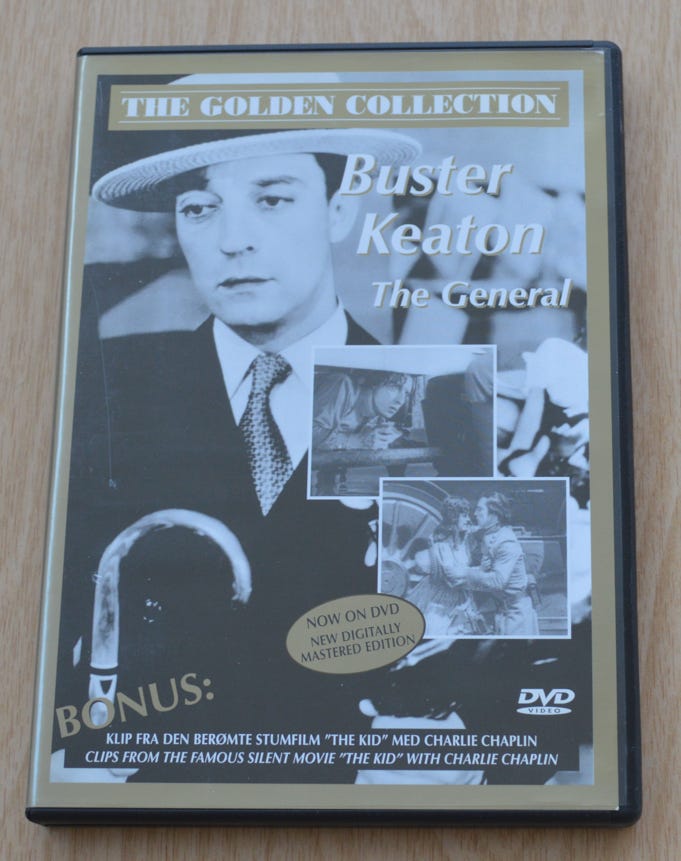 THE GOLDEN COLLECTION
Buster
Keaton
The General
NOW ON DVD
NEW DIGITALLY
MASTERED EDITION
BONUS:
DVD
VIDEO
KLIP FRA DEN BERØMTE STUMFILM "THE KID" MED CHARLIE CHAPLIN
CLIPS FROM THE FAMOUS SILENT MOVIE "THE KID" WITH CHARLIE CHAPLIN